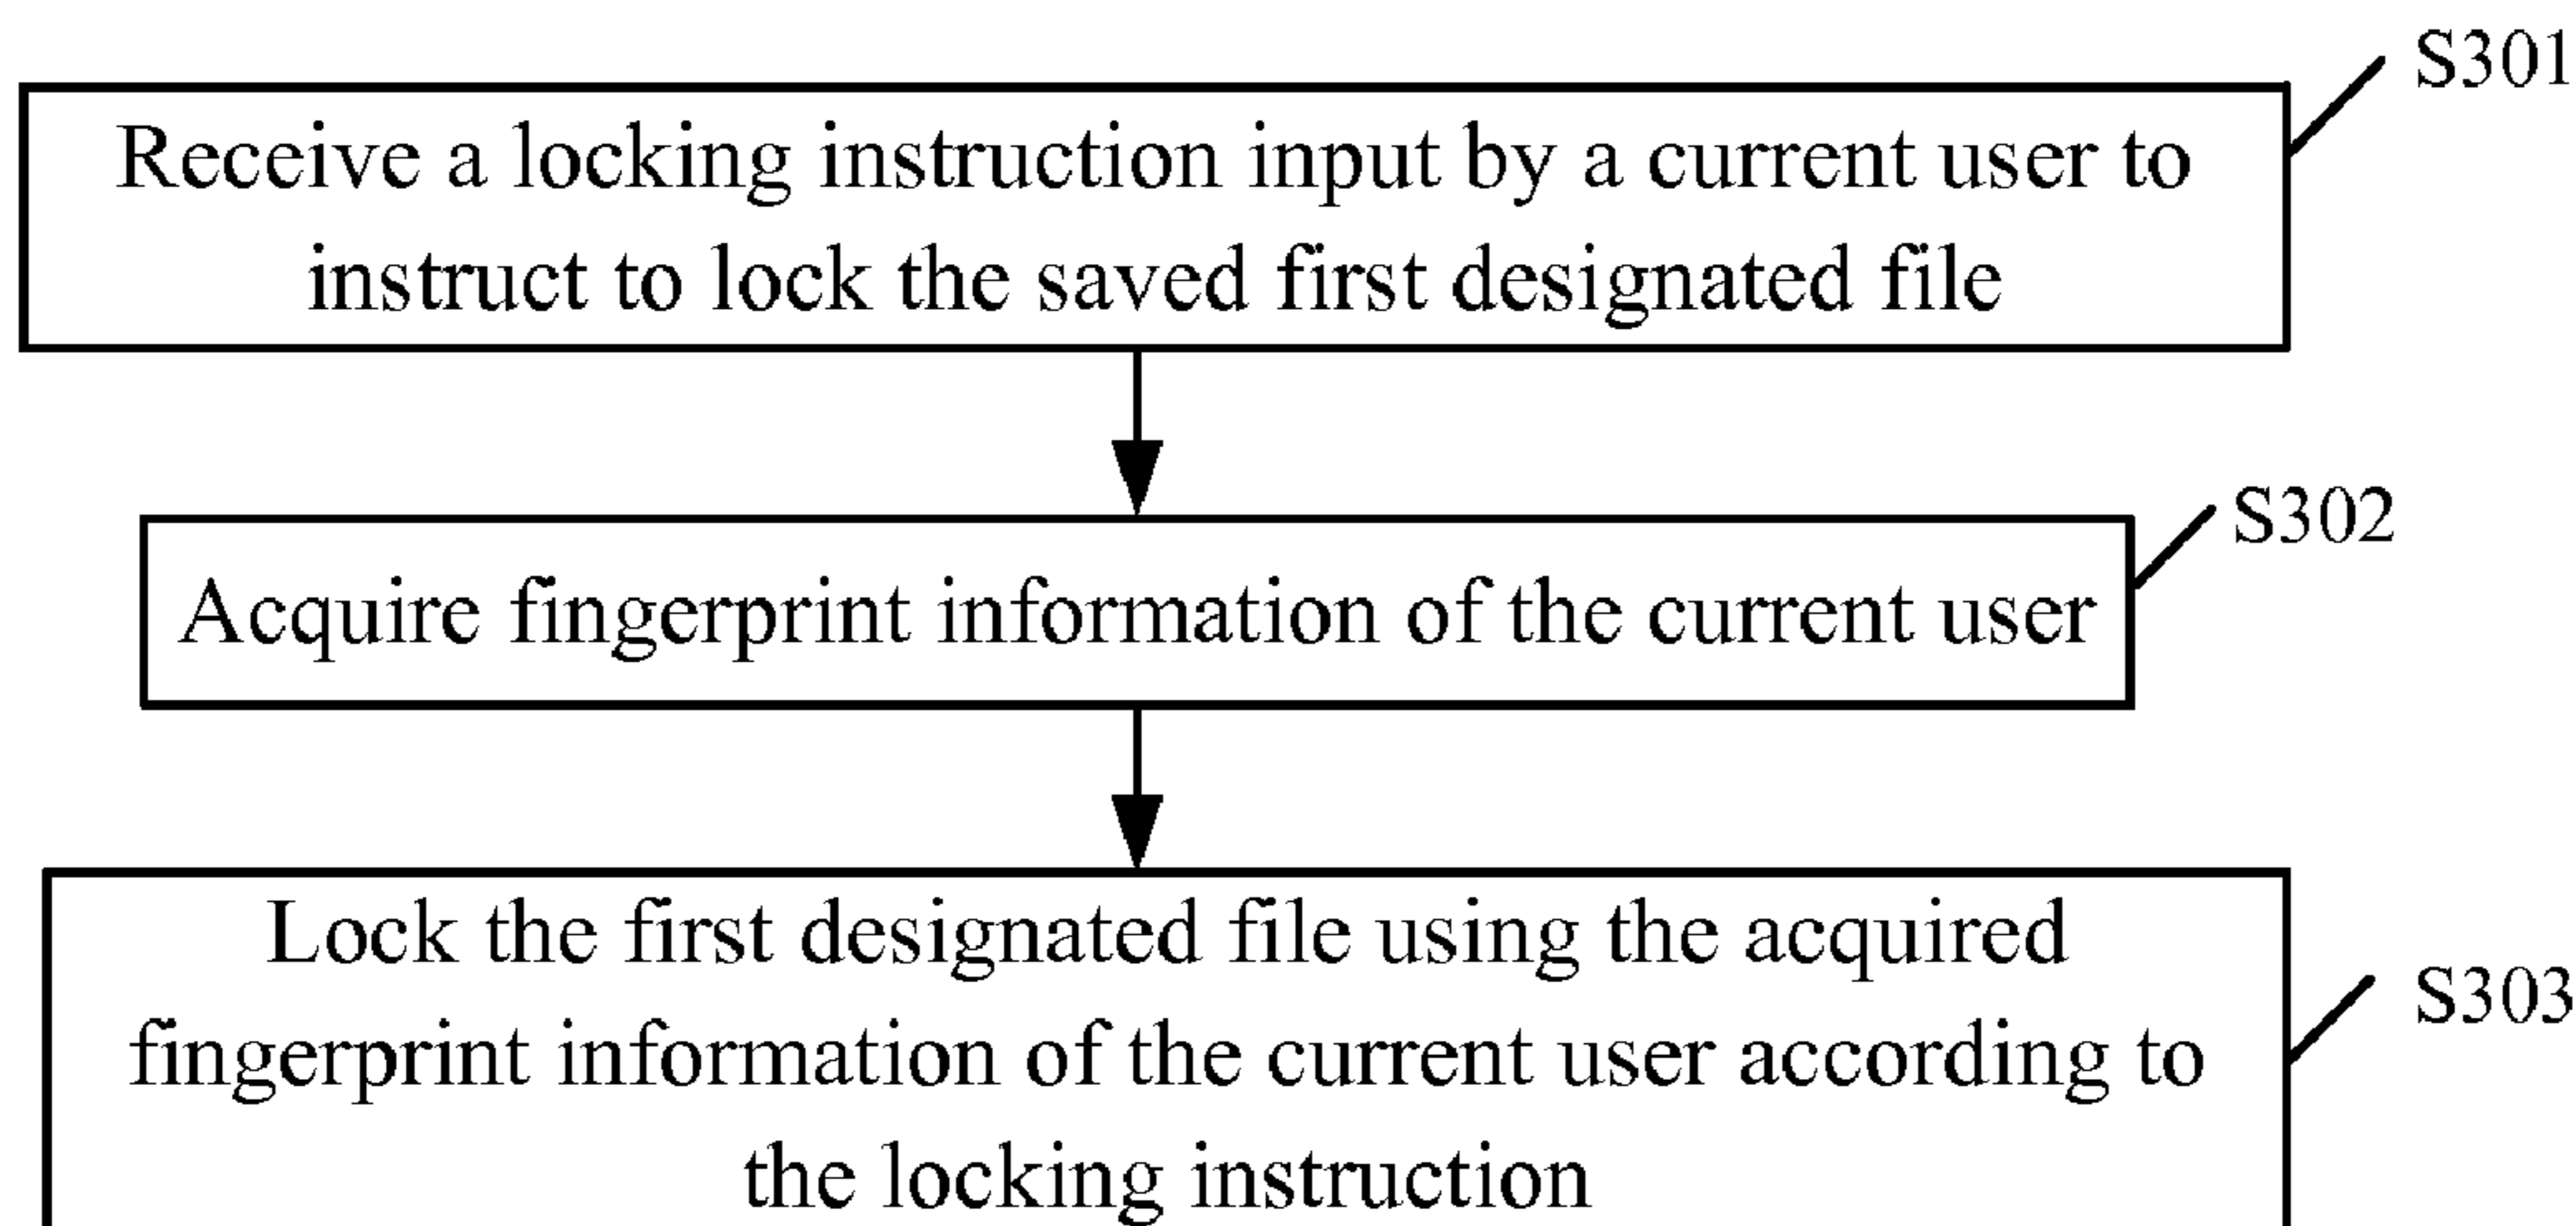 S301
Receive a locking instruction input by a current user to
instruct to lock the saved first designated file
S302
Acquire fingerprint information of the current user
Lock the first designated file using the acquired
S303
fingerprint information of the current user according to
the locking instruction